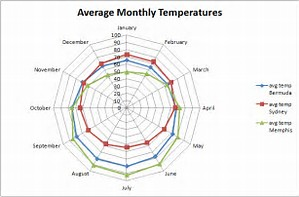 Average Monthly Temperatures
January
December
February
100
90
80
70
60
50
40
30
20
10
0
November
March
October
April
September
May
August
June
July
avg temp
Bermuda
avg temp
Sydney
avg temp
Memphis